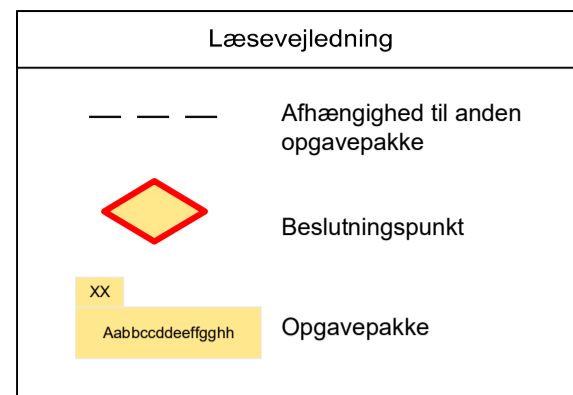 Læsevejledning
Afhængighed til anden
opgavepakke
Beslutningspunkt
XX
Aabbccddeeffgghh
Opgavepakke